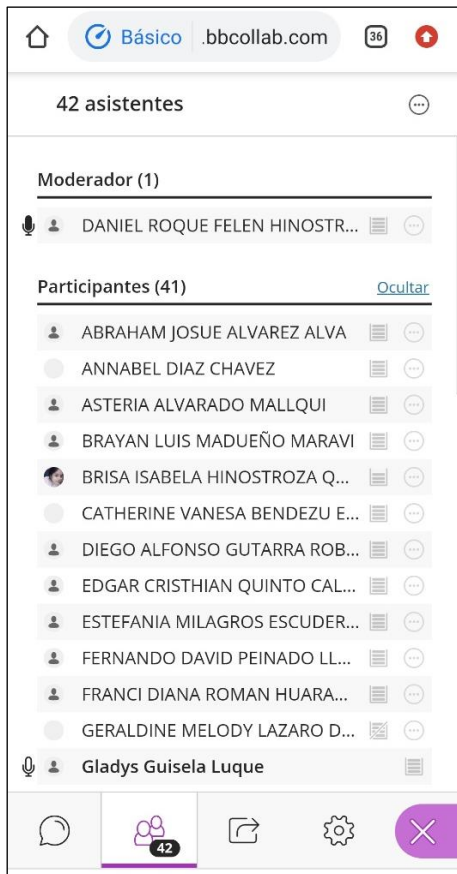 Básico .bbcollab.com 36
42 asistentes
Moderador (1)
DANIEL ROQUE FELEN HINOSTR...
Participantes (41) Ocultar
ABRAHAM JOSUE ALVAREZ ALVA
ANNABEL DIAZ CHAVEZ
ASTERIA ALVARADO MALLQUI
BRAYAN LUIS MADUEÑO MARAVI
BRISA ISABELA HINOSTROZA Q...
CATHERINE VANESA BENDEZU E...
DIEGO ALFONSO GUTARRA ROB...
EDGAR CRISTHIAN QUINTO CAL...
ESTEFANIA MILAGROS ESCUDER...
FERNANDO DAVID PEINADO LL...
FRANCI DIANA ROMAN HUARA...
GERALDINE MELODY LAZARO D...
Gladys Guisela Luque
42